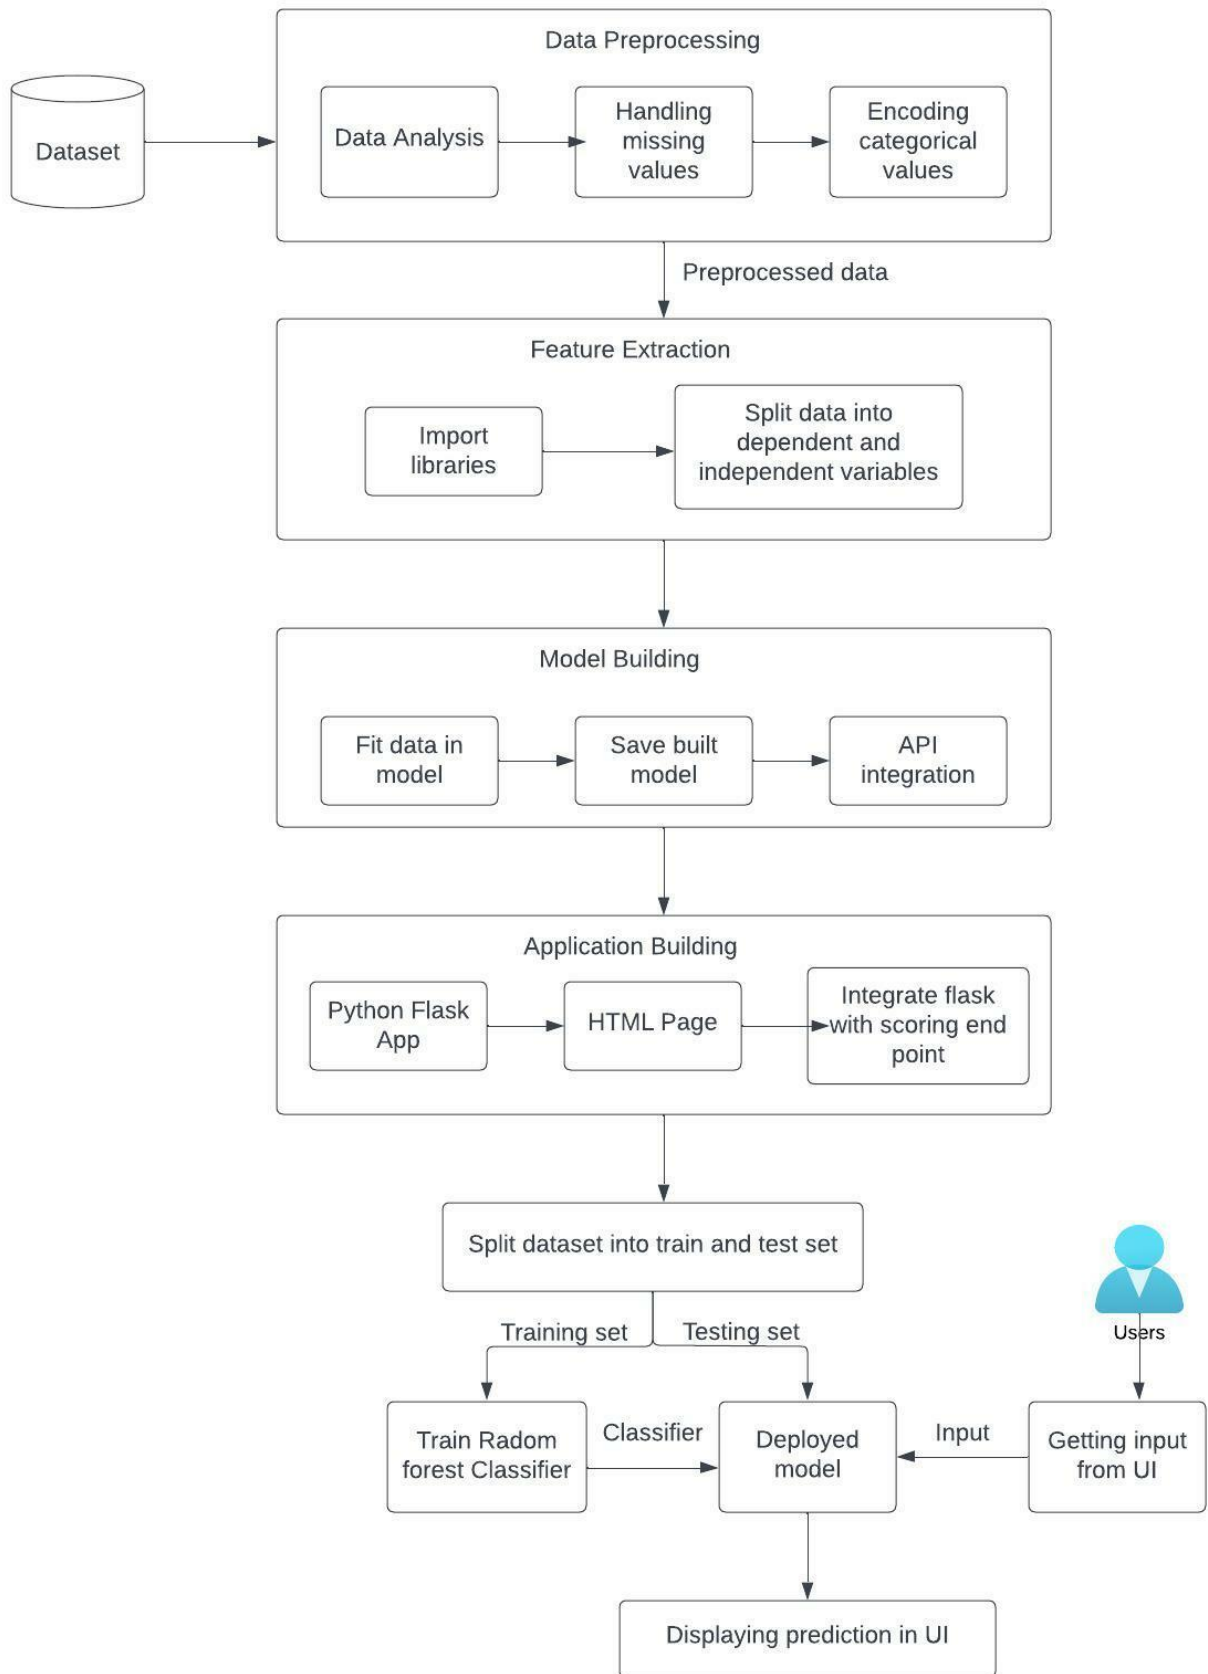 Data Preprocessing
Dataset
Data Analysis
Handling
missing
values
Encoding
categorical
values
Preprocessed data
Feature Extraction
Import
libraries
Split data into
dependent and
independent variables
Model Building
Fit data in
model
Save built
model
API
integration
Application Building
Python Flask
App
HTML Page
Integrate flask
with scoring end
point
Split dataset into train and test set
Users
Training set
Testing set
Train Radom
forest Classifier
Classifier
Deployed
model
Input
Getting input
from UI
Displaying prediction in UI